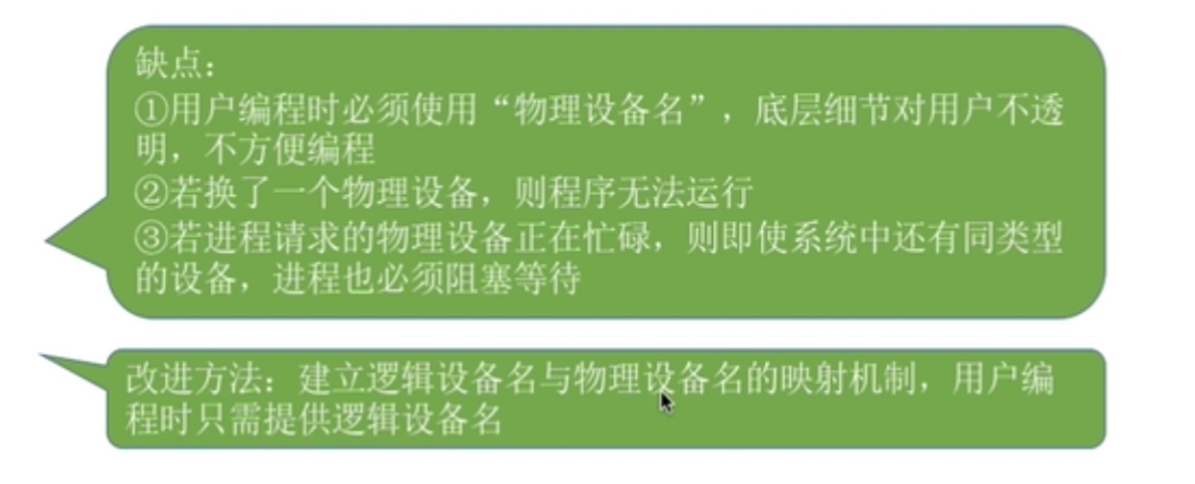 缺点：
①用户编程时必须使用“物理设备名”，底层细节对用户不透
明，不方便编程
②若换了一个物理设备，则程序无法运行
③若进程请求的物理设备正在忙碌，则即使系统中还有同类型
的设备，进程也必须阻塞等待
改进方法：建立逻辑设备名与物理设备名的映射机制，用户编
程时只需提供逻辑设备名